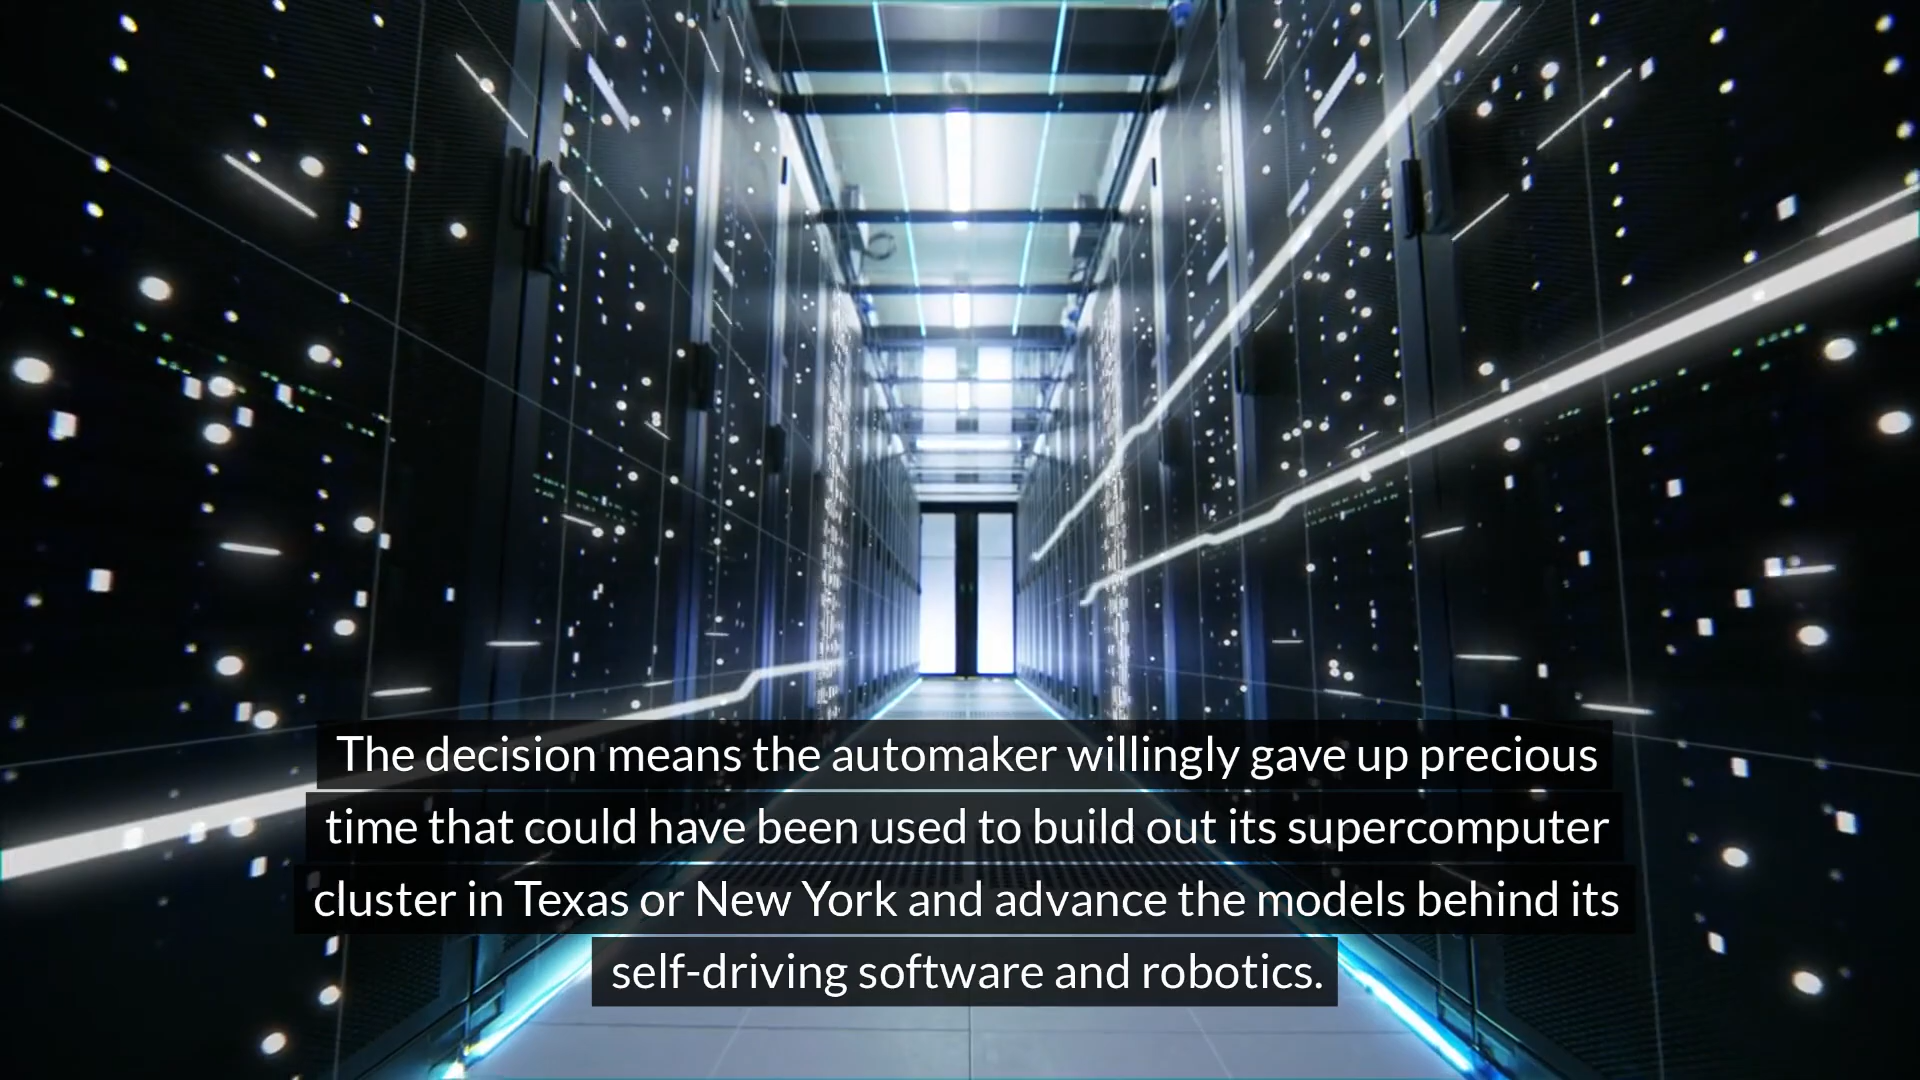 The decision means the automaker willingly gave up precious
time that could have been used to build out its supercomputer
cluster in Texas or New York and advance the models behind its
self-driving software and robotics.